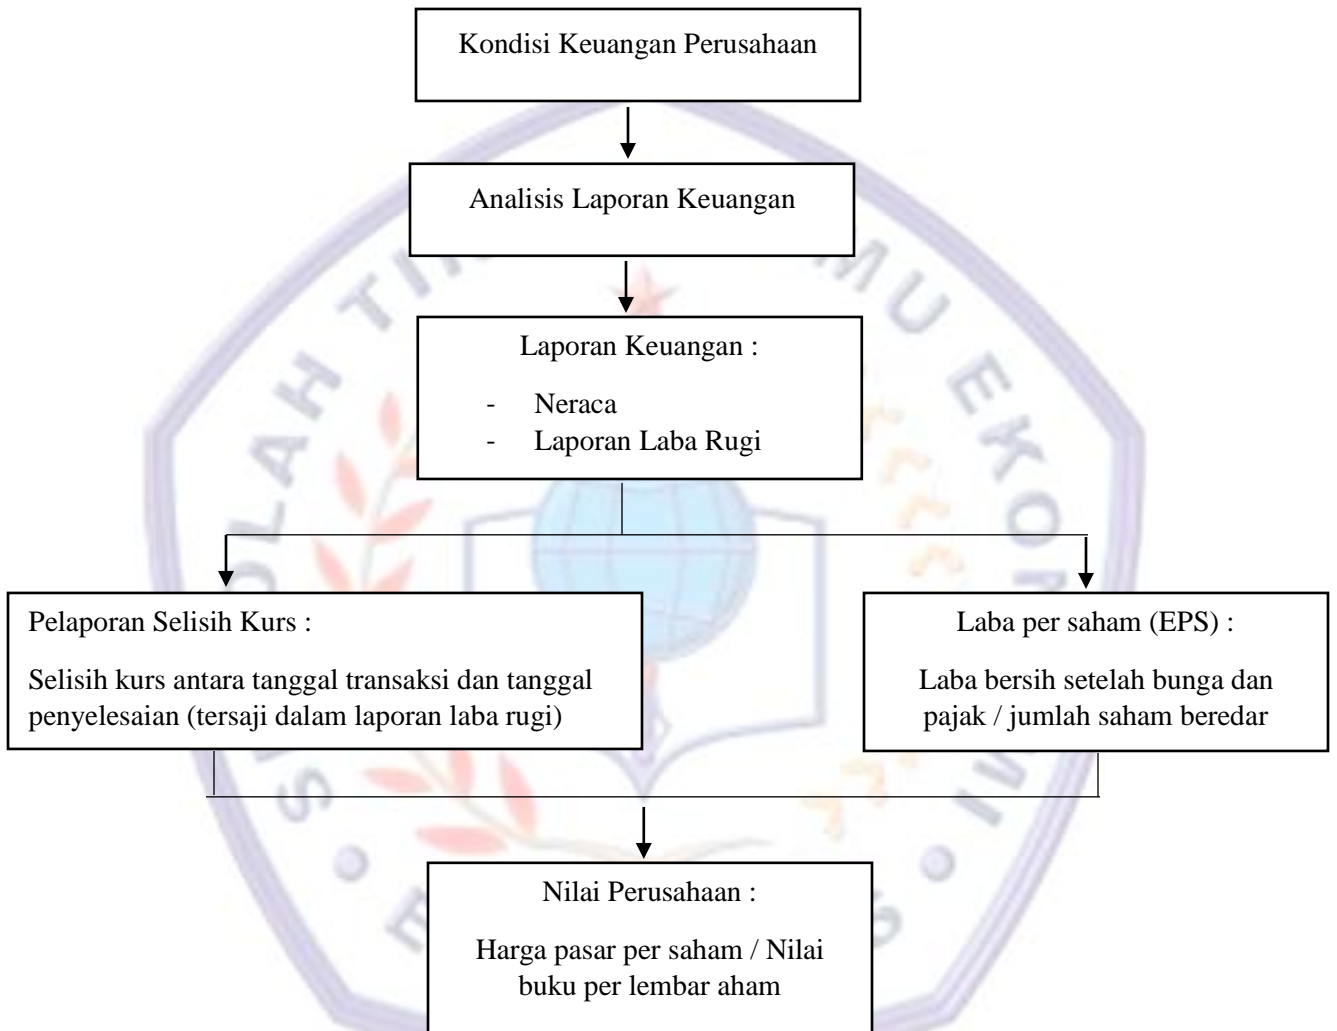 Kondisi Keuangan Perusahaan
Analisis Laporan Keuangan
Laporan Keuangan :
- Neraca
- Laporan Laba Rugi
Pelaporan Selisih Kurs :
Selisih kurs antara tanggal transaksi dan tanggal
penyelesaian (tersaji dalam laporan laba rugi)
Laba per saham (EPS) :
Laba bersih setelah bunga dan
pajak / jumlah saham beredar
Nilai Perusahaan :
Harga pasar per saham / Nilai
buku per lembar aham